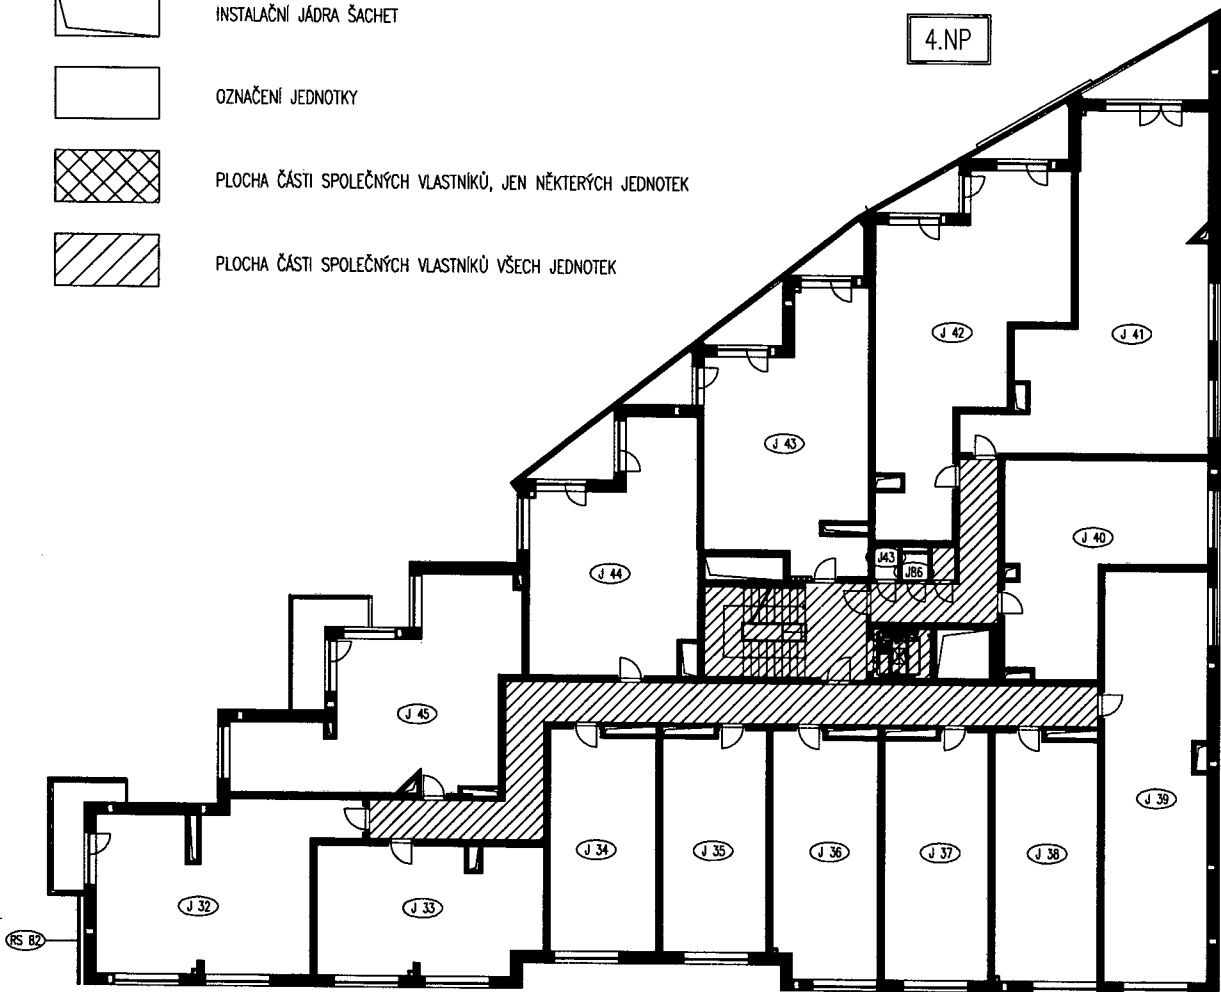 INSTALAČNÍ JÁDRA ŠACHET
4.NP
OZNAČENÍ JEDNOTKY
PLOCHA ČÁSTI SPOLEČNÝCH VLASTNÍKŮ, JEN NĚKTERÝCH JEDNOTEK
PLOCHA ČÁSTI SPOLEČNÝCH VLASTNÍKŮ VŠECH JEDNOTEK
J 42
J 41
J 43
J 40
J43
J86
J 44
J 45
J 39
J 34
J 35
J 36
J 37
J 38
J 32
J 33
RS 82